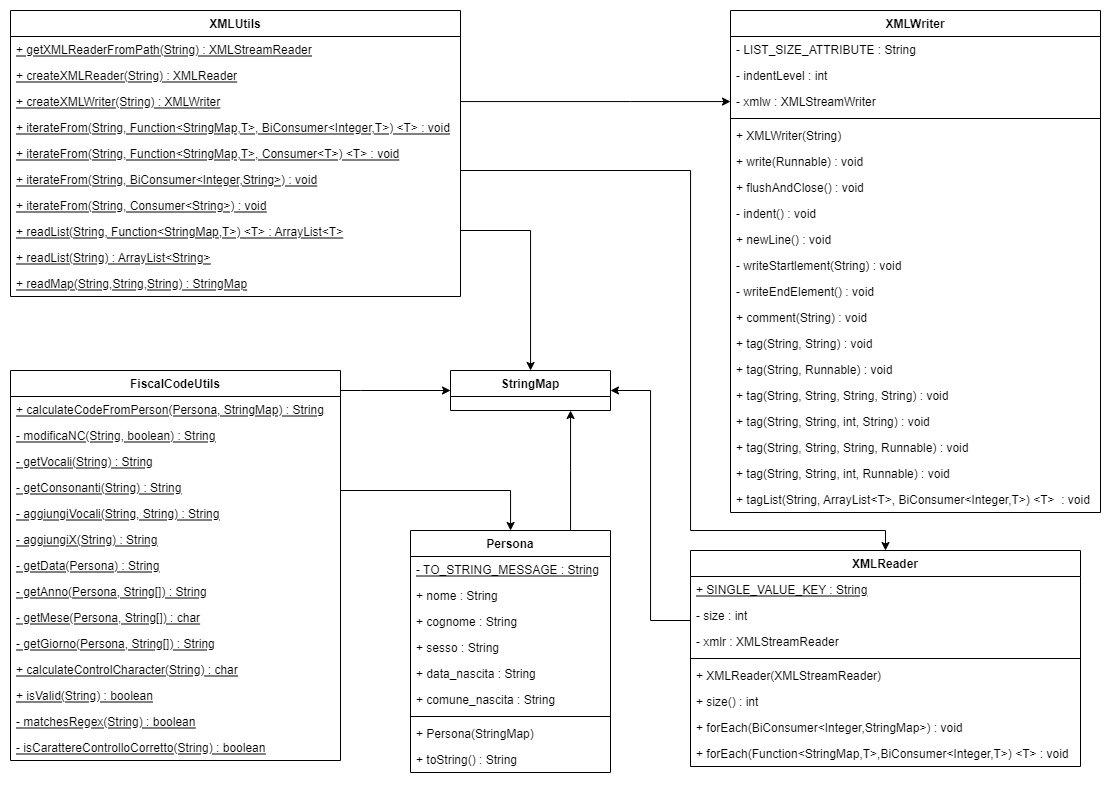 XMLUtils
+ getXMLReaderFromPath(String) : XMLStreamReader
+ createXMLReader(String) : XMLReader
+ createXMLWriter(String) : XMLWriter
+ iterateFrom(String, Function<StringMap,T>, BiConsumer<Integer,T>) <T> : void
+ iterateFrom(String, Function<StringMap,T>, Consumer<T>) <T> : void
+ iterateFrom(String, BiConsumer<Integer,String>) : void
+ iterateFrom(String, Consumer<String>) : void
+ readList(String, Function<StringMap,T>) <T> : ArrayList<T>
+ readList(String) : ArrayList<String>
+ readMap(String,String,String) : StringMap
XMLWriter
- LIST_SIZE_ATTRIBUTE : String
- indentLevel : int
- xmlw : XMLStreamWriter
+ XMLWriter(String)
+ write(Runnable) : void
+ flushAndClose() : void
- indent() : void
+ newLine() : void
- writeStartlement(String) : void
- writeEndElement() : void
+ comment(String) : void
+ tag(String, String) : void
+ tag(String, Runnable) : void
+ tag(String, String, String, String) : void
+ tag(String, String, int, String) : void
+ tag(String, String, String, Runnable) : void
+ tag(String, String, int, Runnable) : void
+ tagList(String, ArrayList<T>, BiConsumer<Integer,T>) <T> : void
FiscalCodeUtils
+ calculateCodeFromPerson(Persona, StringMap) : String
- modificaNC(String, boolean) : String
- getVocali(String) : String
- getConsonanti(String) : String
- aggiungiVocali(String, String) : String
- aggiungiX(String) : String
- getData(Persona) : String
- getAnno(Persona, String[]) : String
- getMese(Persona, String[]) : char
- getGiorno(Persona, String[]) : String
+ calculateControlCharacter(String) : char
+ isValid(String) : boolean
- matchesRegex(String) : boolean
- isCarattereControlloCorretto(String) : boolean
StringMap
Persona
- TO_STRING_MESSAGE : String
+ nome : String
+ cognome : String
+ sesso : String
+ data_nascita : String
+ comune_nascita : String
+ Persona(StringMap)
+ toString() : String
XMLReader
+ SINGLE_VALUE_KEY : String
- size : int
- xmlr : XMLStreamReader
+ XMLReader(XMLStreamReader)
+ size() : int
+ forEach(BiConsumer<Integer,StringMap>) : void
+ forEach(Function<StringMap,T>,BiConsumer<Integer,T>) <T> : void